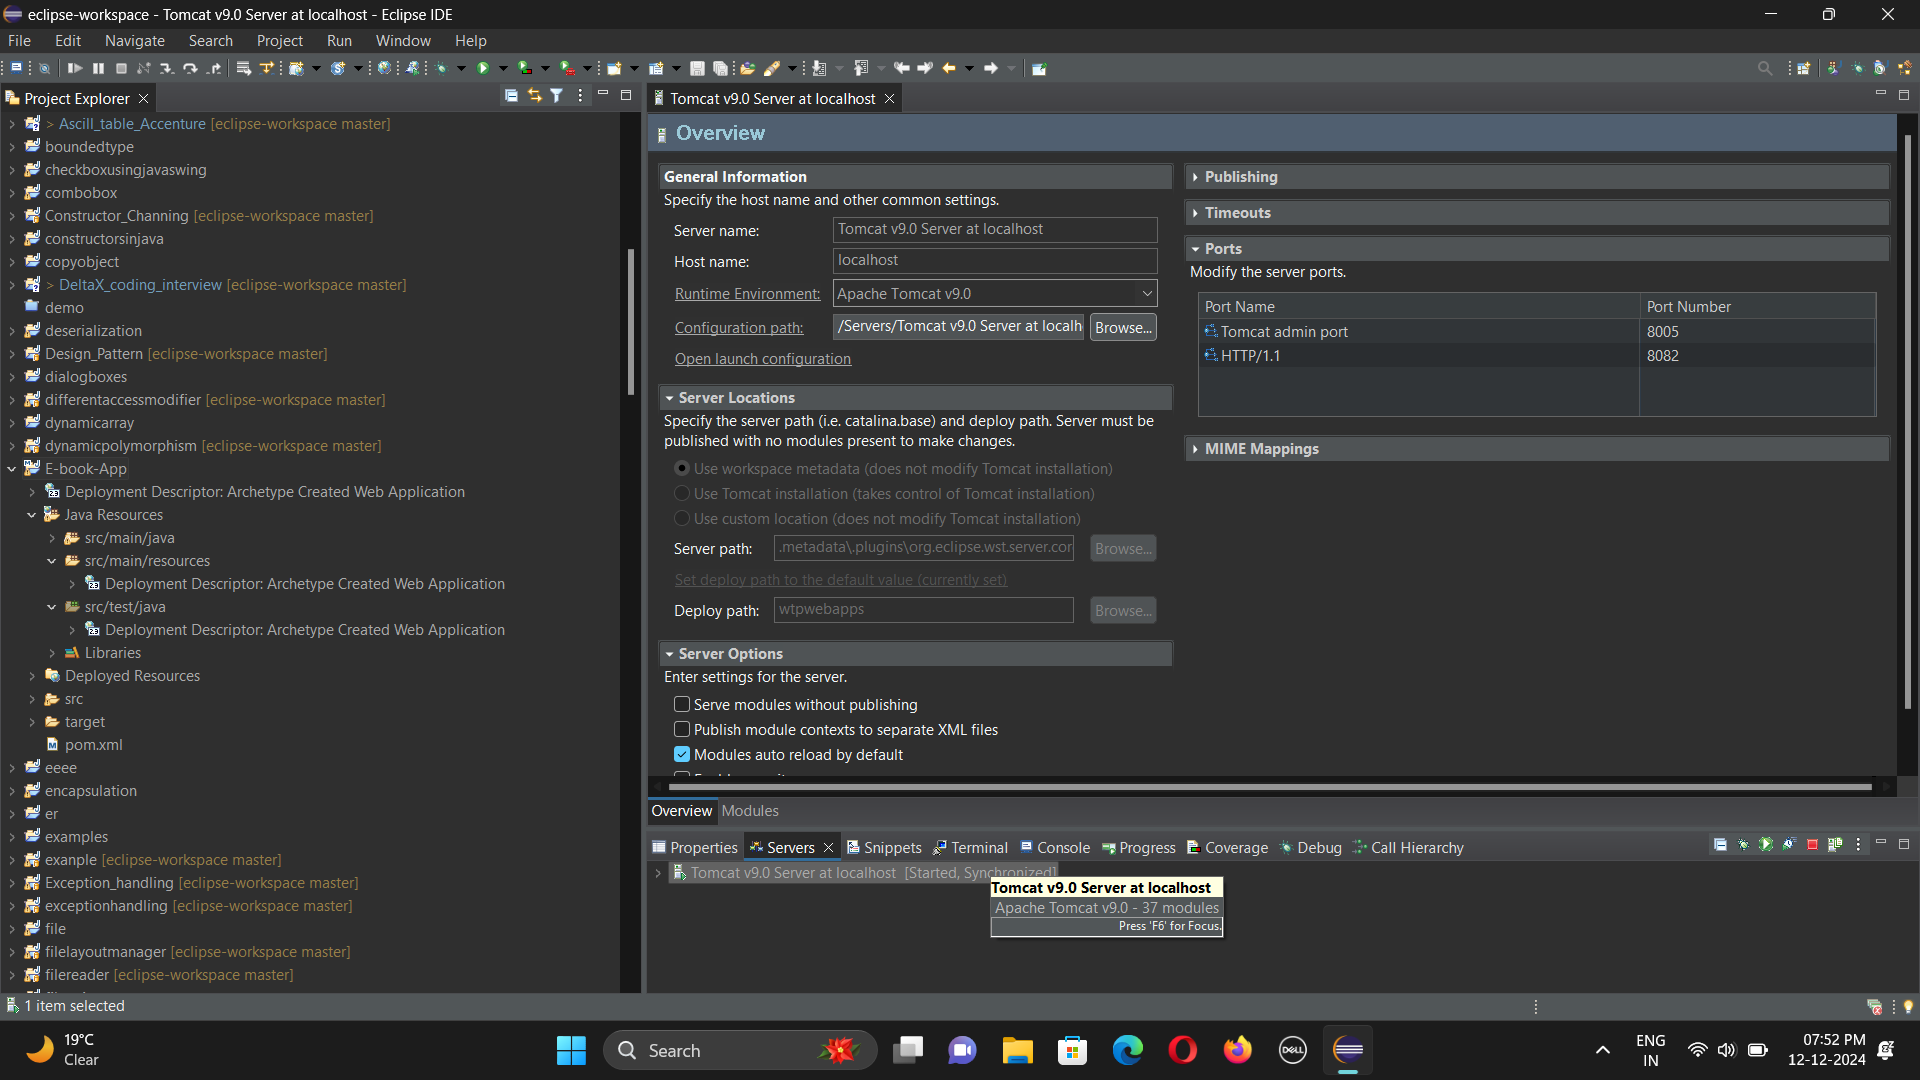 eclipse-workspace - Tomcat v9.0 Server at localhost - Eclipse IDE
File Edit Navigate Search Project Run Window Help
Project Explorer
> Ascill_table_Accenture [eclipse-workspace master]
boundedtype
checkboxusingjavaswing
combobox
Constructor_Channing [eclipse-workspace master]
constructorsinjava
copyobject
> DeltaX_coding_interview [eclipse-workspace master]
demo
deserialization
Design_Pattern [eclipse-workspace master]
dialogboxes
differentaccessmodifier [eclipse-workspace master]
dynamicarray
dynamicpolymorphism [eclipse-workspace master]
E-book-App
Deployment Descriptor: Archetype Created Web Application
Java Resources
src/main/java
src/main/resources
Deployment Descriptor: Archetype Created Web Application
src/test/java
Deployment Descriptor: Archetype Created Web Application
Libraries
Deployed Resources
src
target
pom.xml
eeee
encapsulation
er
examples
exanple [eclipse-workspace master]
Exception_handling [eclipse-workspace master]
exceptionhandling [eclipse-workspace master]
file
filelayoutmanager [eclipse-workspace master]
filereader [eclipse-workspace master]
1 item selected
Tomcat v9.0 Server at localhost
Overview
General Information
Specify the host name and other common settings.
Server name: Tomcat v9.0 Server at localhost
Host name: localhost
Runtime Environment: Apache Tomcat v9.0
Configuration path: /Servers/Tomcat v9.0 Server at localh Browse...
Open launch configuration
Server Locations
Specify the server path (i.e. catalina.base) and deploy path. Server must be
published with no modules present to make changes.
Use workspace metadata (does not modify Tomcat installation)
Use Tomcat installation (takes control of Tomcat installation)
Use custom location (does not modify Tomcat installation)
Server path: .metadata\.plugins\org.eclipse.wst.server.cor Browse...
Set deploy path to the default value (currently set)
Deploy path: wtpwebapps Browse...
Server Options
Enter settings for the server.
Serve modules without publishing
Publish module contexts to separate XML files
Modules auto reload by default
Publishing
Timeouts
Ports
Modify the server ports.
Port Name Port Number
Tomcat admin port 8005
HTTP/1.1 8082
MIME Mappings
Overview Modules
Properties Servers Snippets Terminal Console Progress Coverage Debug Call Hierarchy
Tomcat v9.0 Server at localhost [Started, Synchronized]
Tomcat v9.0 Server at localhost
Apache Tomcat v9.0 - 37 modules
Press 'F6' for Focus.
19°C
Clear
Search
DELL
ENG
IN
07:52 PM
12-12-2024